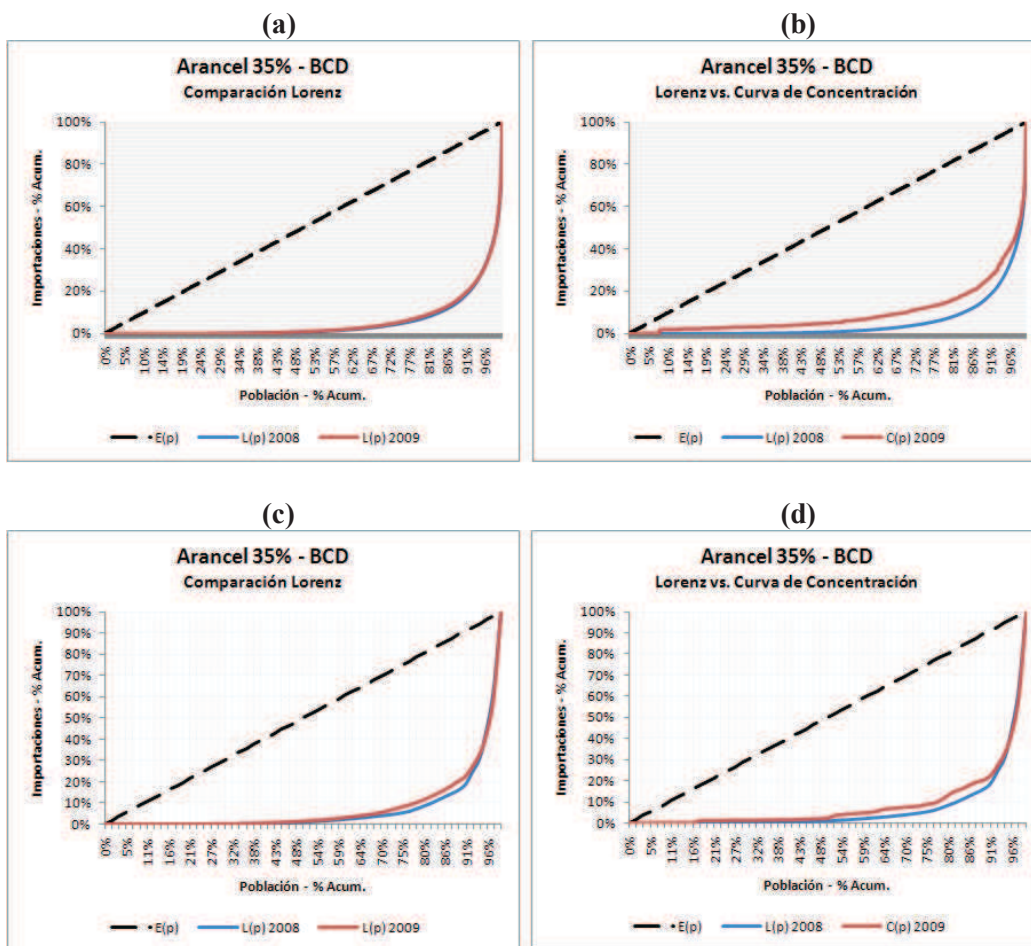 (a)
Arancel 35% - BCD
Comparación Lorenz
Importaciones - % Acum.
100%
80%
60%
40%
20%
0%
0% 5% 10% 14% 19% 24% 29% 34% 38% 43% 48% 53% 57% 62% 67% 72% 77% 81% 86% 91% 96%
Población - % Acum.
E(p) L(p) 2008 L(p) 2009
(b)
Arancel 35% - BCD
Lorenz vs. Curva de Concentración
Importaciones - % Acum.
100%
80%
60%
40%
20%
0%
0% 5% 10% 14% 19% 24% 29% 34% 38% 43% 48% 53% 57% 62% 67% 72% 77% 81% 86% 91% 96%
Población - % Acum.
E(p) L(p) 2008 C(p) 2009
(c)
Arancel 35% - BCD
Comparación Lorenz
Importaciones - % Acum.
100%
90%
80%
70%
60%
50%
40%
30%
20%
10%
0%
0% 5% 11% 16% 21% 27% 32% 38% 43% 48% 54% 59% 64% 70% 75% 80% 86% 91% 96%
Población - % Acum.
E(p) L(p) 2008 L(p) 2009
(d)
Arancel 35% - BCD
Lorenz vs. Curva de Concentración
Importaciones - % Acum.
100%
90%
80%
70%
60%
50%
40%
30%
20%
10%
0%
0% 5% 11% 16% 21% 27% 32% 38% 43% 48% 54% 59% 64% 70% 75% 80% 86% 91% 96%
Población - % Acum.
E(p) L(p) 2008 C(p) 2009